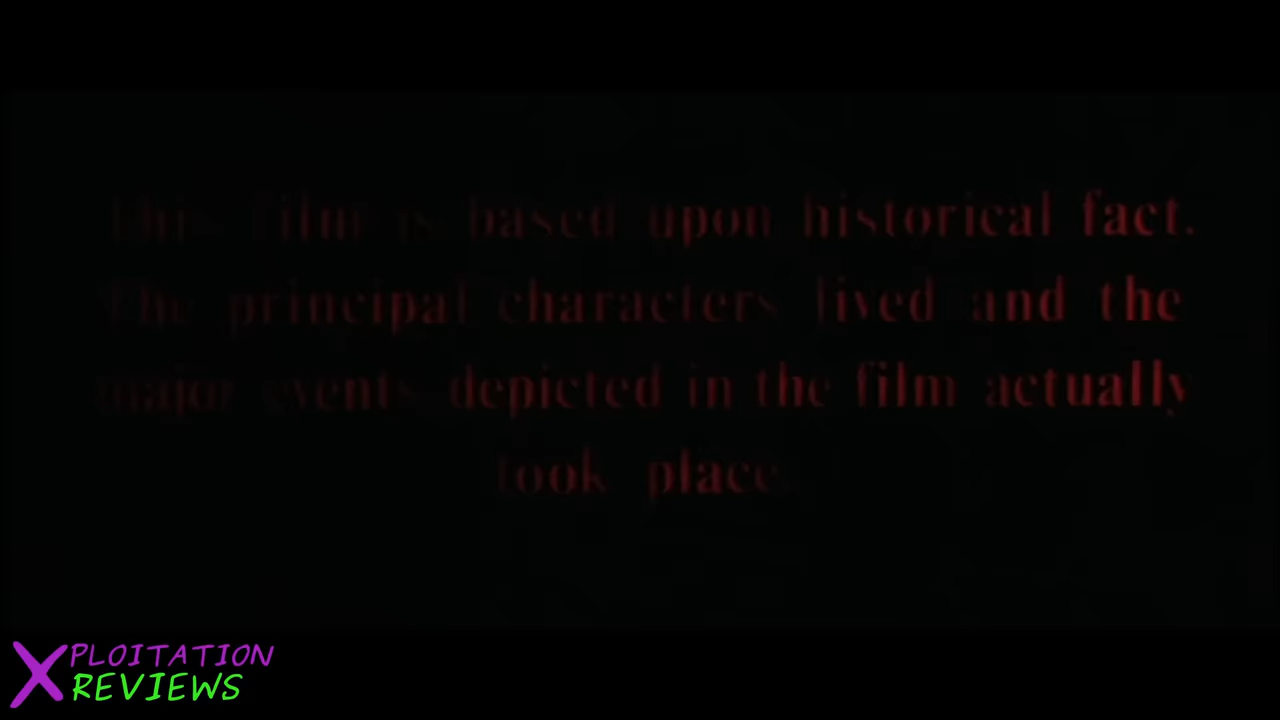 This film is based upon historical fact.
The principal characters lived and the
major events depicted in the film actually
took place.
XPLOITATION
REVIEWS